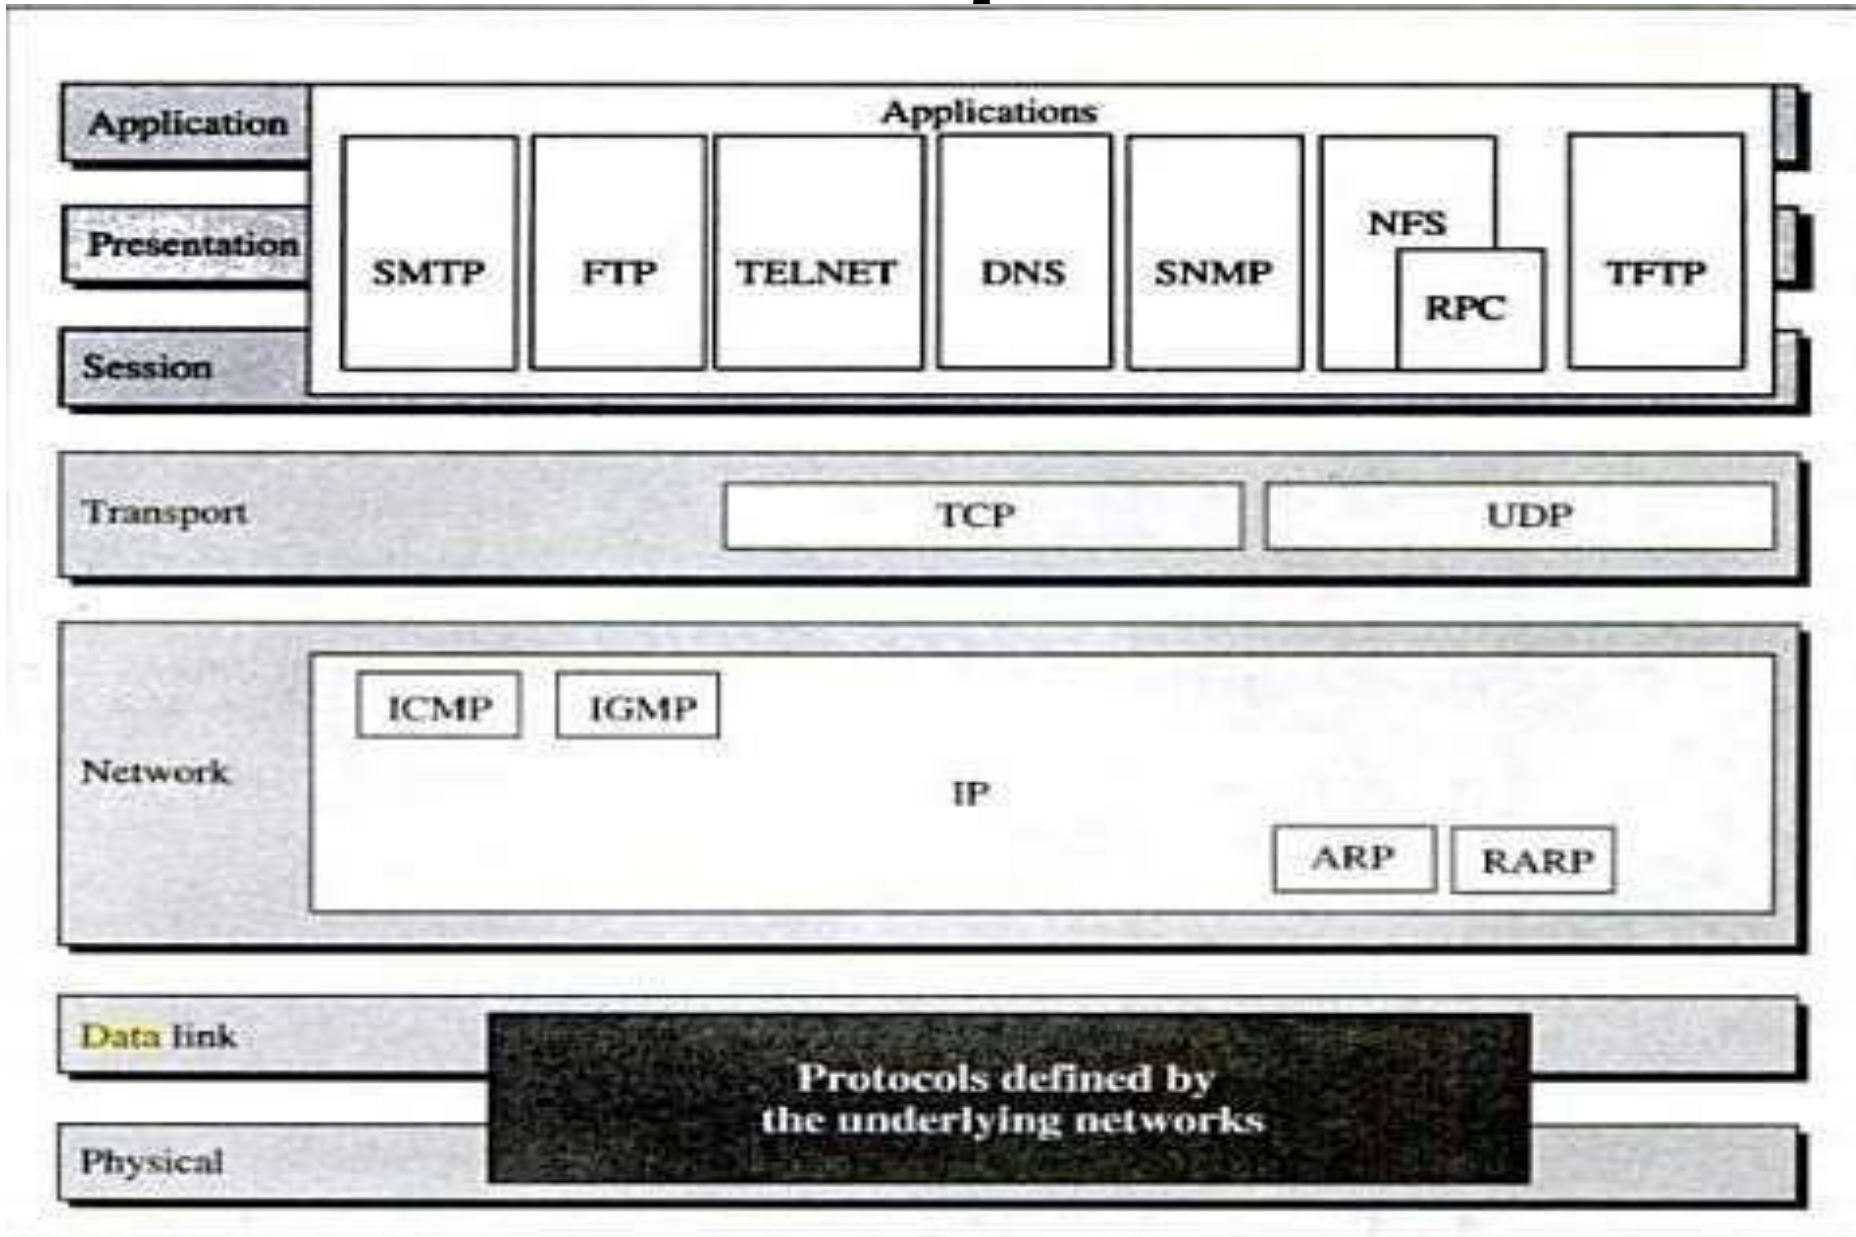 Application
Applications
Presentation
SMTP
FTP
TELNET
DNS
SNMP
NFS
RPC
TFTP
Session
Transport
TCP
UDP
Network
ICMP
IGMP
IP
ARP
RARP
Data link
Protocols defined by
the underlying networks
Physical